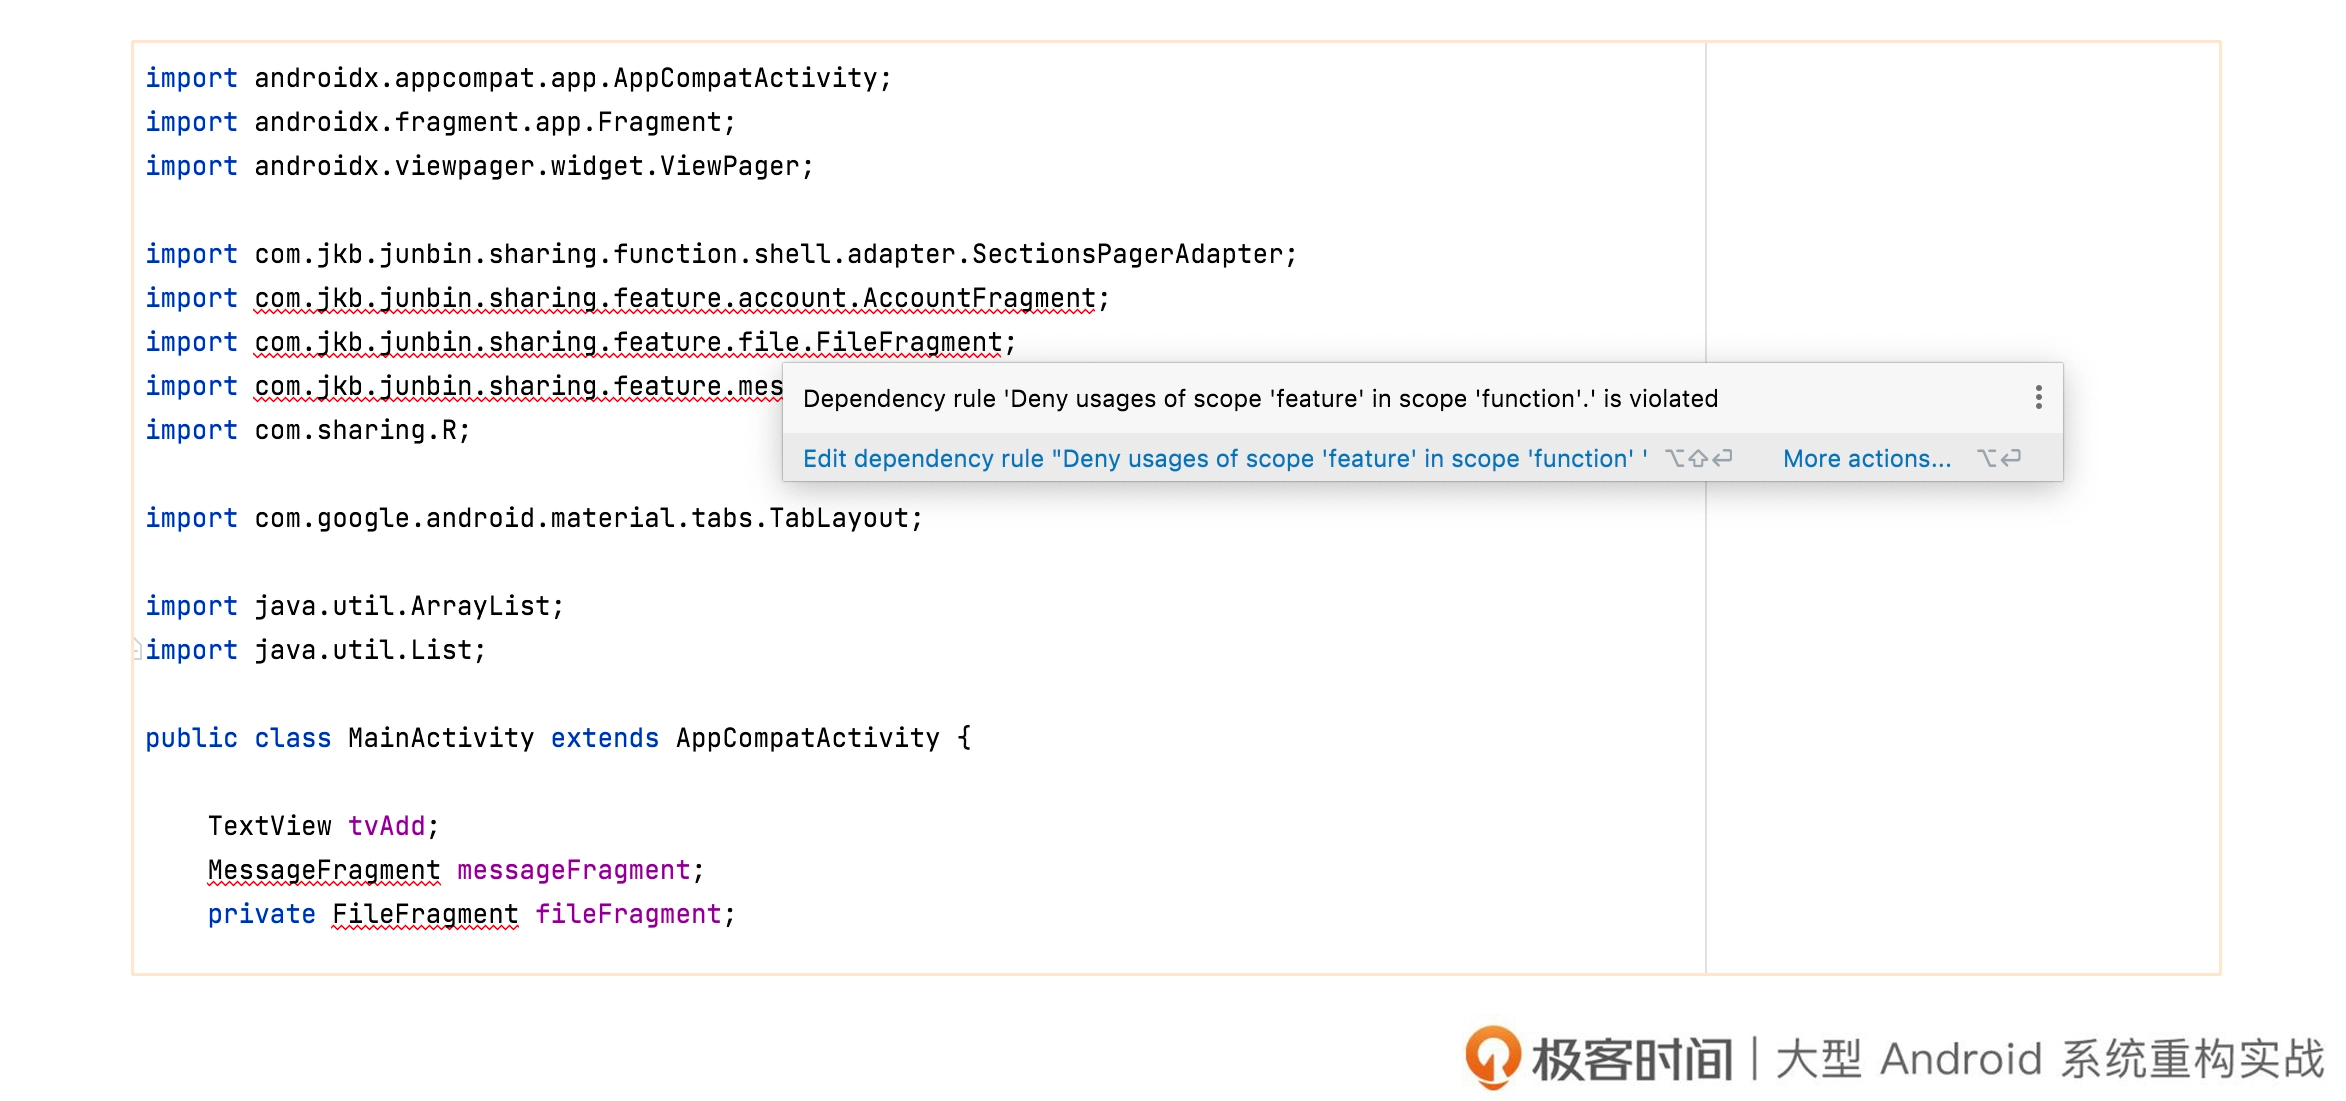 import androidx.appcompat.app.AppCompatActivity;
import androidx.fragment.app.Fragment;
import androidx.viewpager.widget.ViewPager;
import com.jkb.junbin.sharing.function.shell.adapter.SectionsPagerAdapter;
import com.jkb.junbin.sharing.feature.account.AccountFragment;
import com.jkb.junbin.sharing.feature.file.FileFragment;
import com.jkb.junbin.sharing.feature.mes
Dependency rule 'Deny usages of scope 'feature' in scope 'function'.' is violated
import com.sharing.R;
Edit dependency rule "Deny usages of scope 'feature' in scope 'function' ' ⌥⇧⏎ More actions... ⌥⏎
import com.google.android.material.tabs.TabLayout;
import java.util.ArrayList;
import java.util.List;
public class MainActivity extends AppCompatActivity {
TextView tvAdd;
MessageFragment messageFragment;
private FileFragment fileFragment;
极客时间 | 大型 Android 系统重构实战